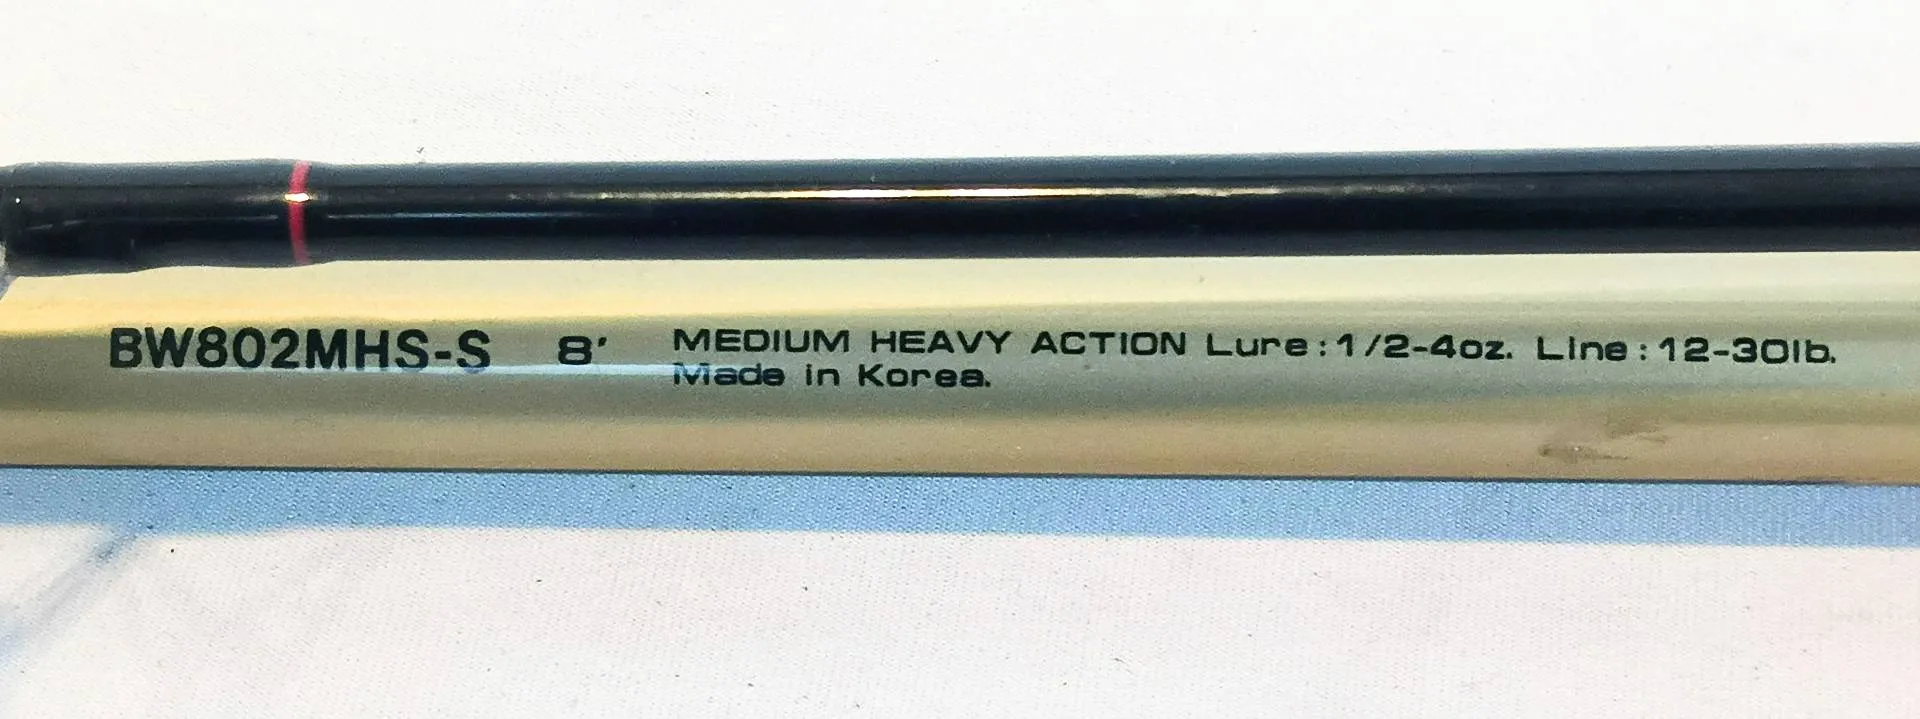 BW802MHS-S 8' MEDIUM HEAVY ACTION Lure:1/2-4oz. Line:12-30lb.
Made in Korea.